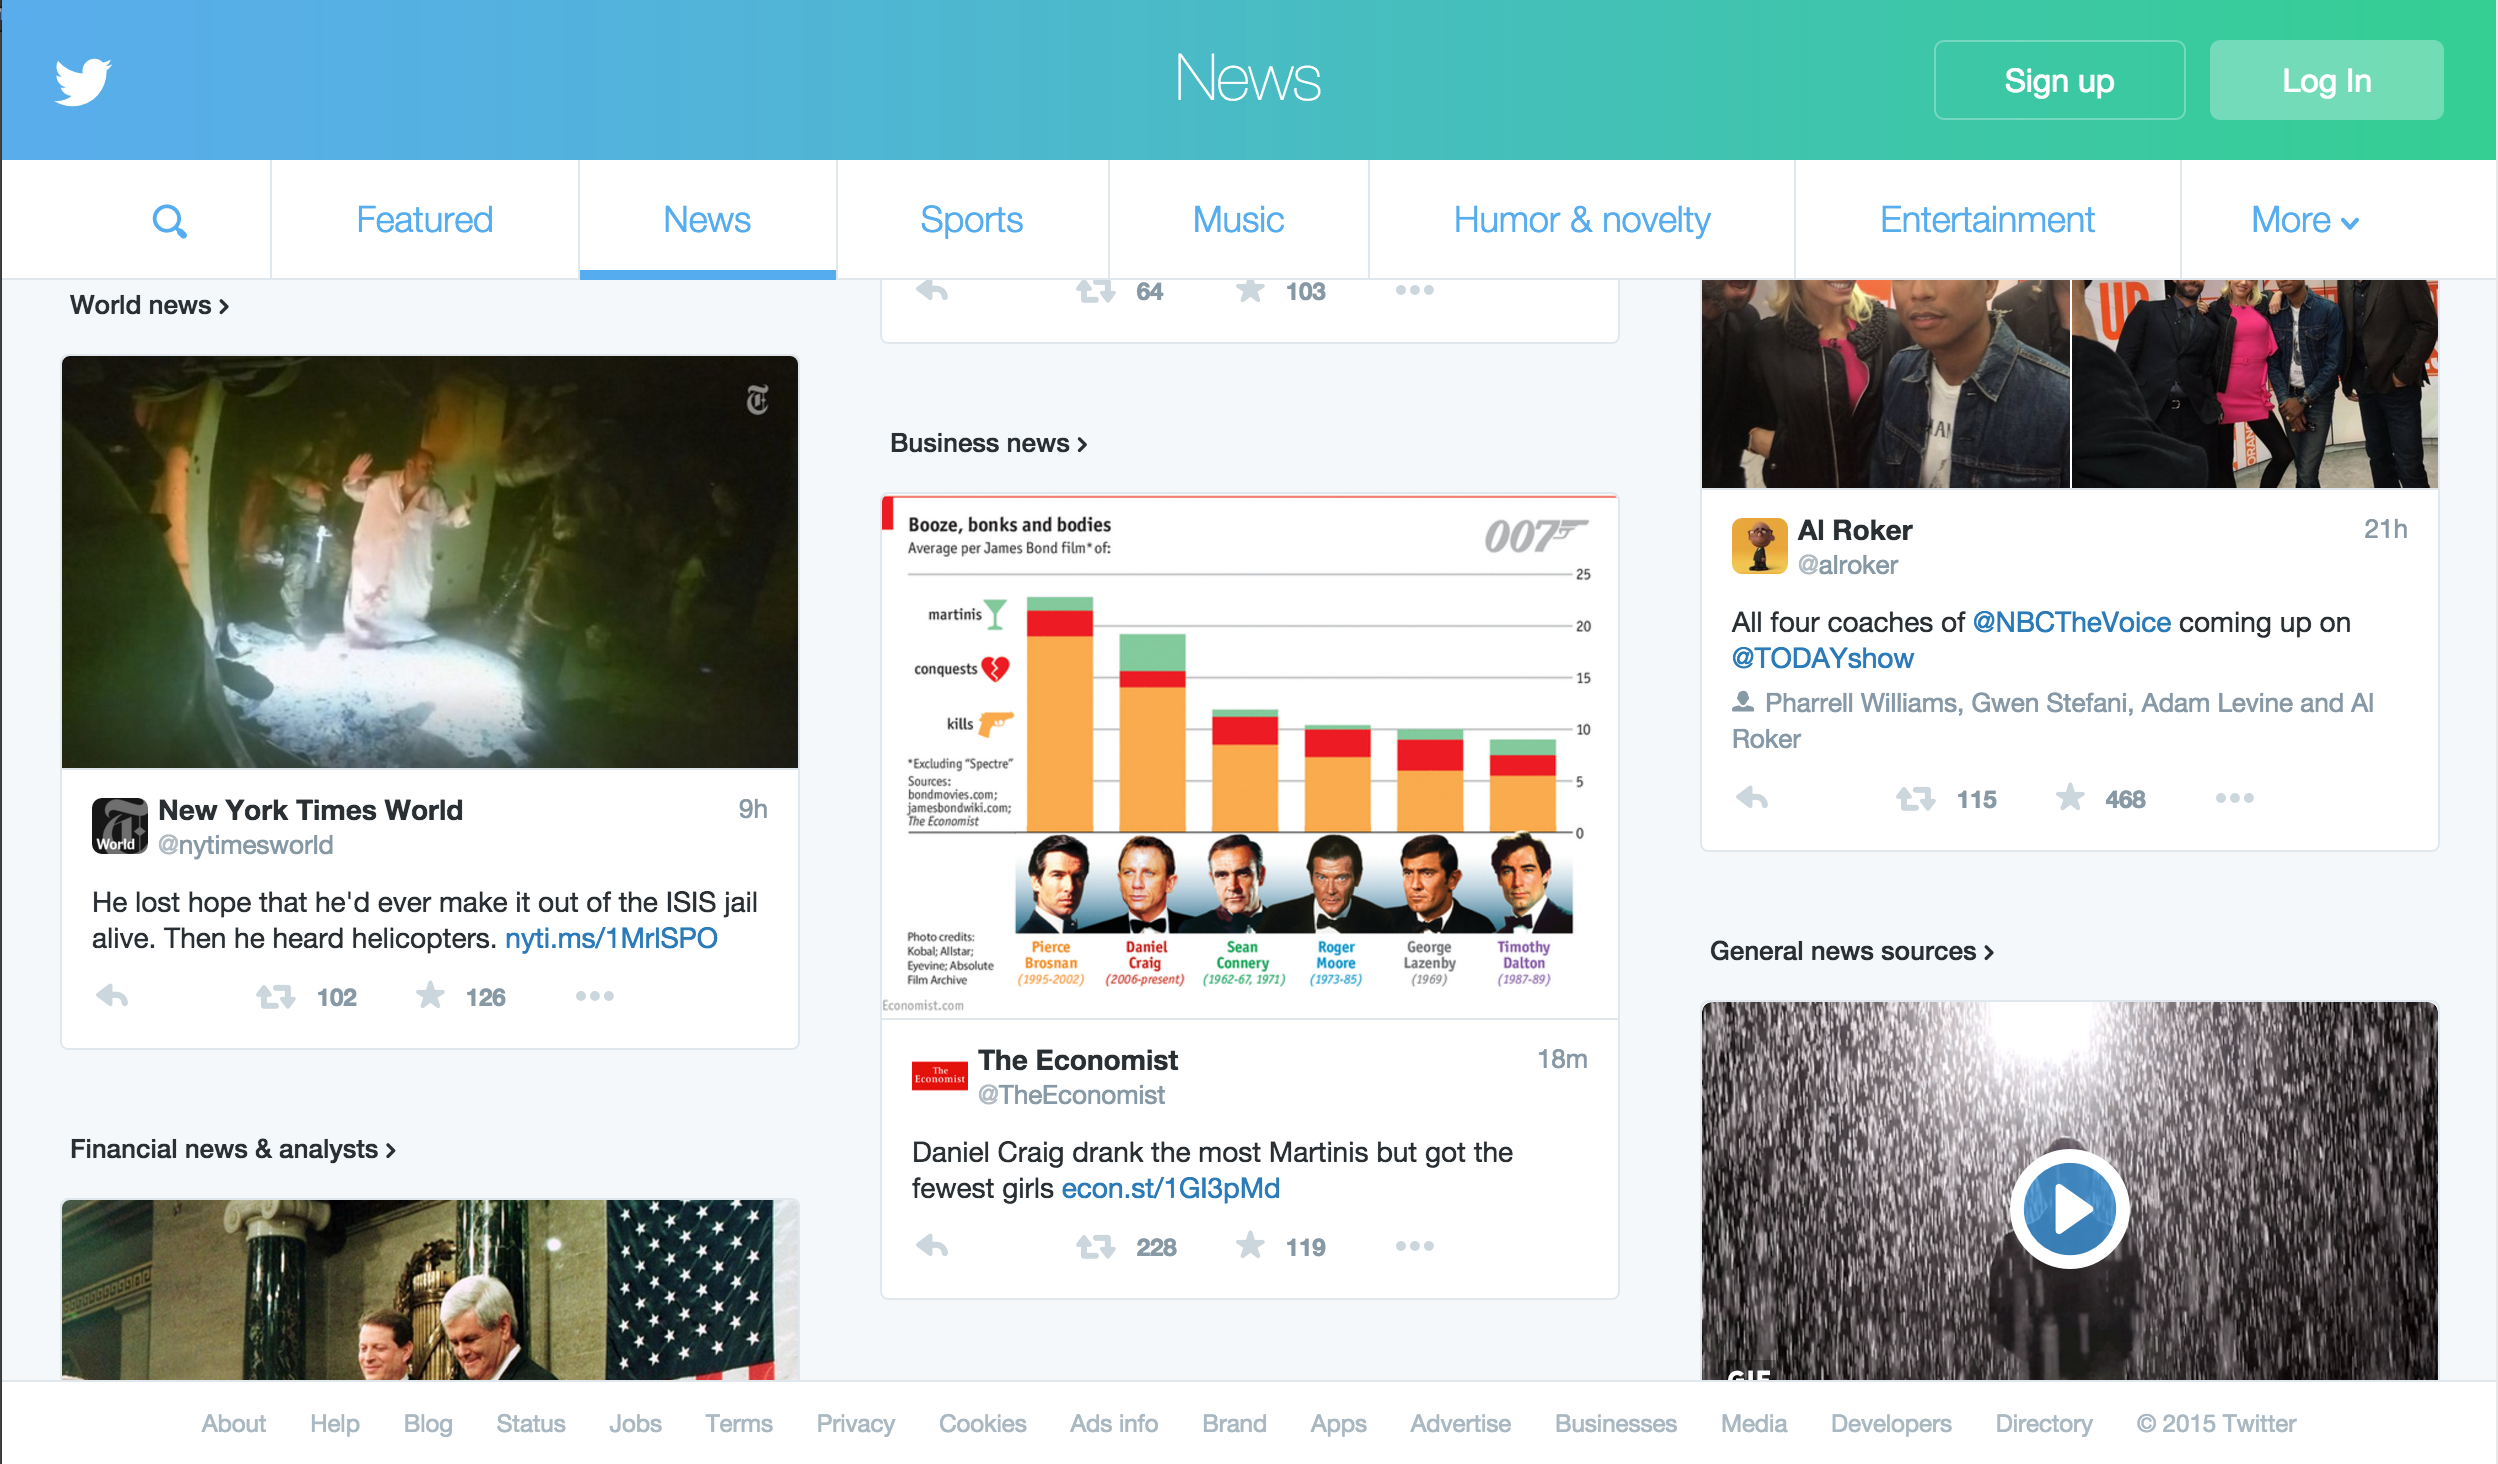 News
Sign up
Log In
Featured
News
Sports
Music
Humor & novelty
Entertainment
More
World news
New York Times World
9h
World
@nytimesworld
He lost hope that he'd ever make it out of the ISIS jail
alive. Then he heard helicopters. nyti.ms/1MrlSPO
102
126
Financial news & analysts
64
103
Business news
Booze, bonks and bodies
Average per James Bond film* of:
007
25
20
15
10
5
0
martinis
conquests
kills
*Excluding "Spectre"
Sources:
bondmovies.com;
jamesbondwiki.com;
The Economist
Photo credits:
Kobal; Allstar;
Eyevine; Absolute
Film Archive
Pierce
Brosnan
(1995-2002)
Daniel
Craig
(2006-present)
Sean
Connery
(1962-67, 1971)
Roger
Moore
(1973-85)
George
Lazenby
(1969)
Timothy
Dalton
(1987-89)
Economist.com
The
Economist
The Economist
18m
@TheEconomist
Daniel Craig drank the most Martinis but got the
fewest girls econ.st/1GI3pMd
228
119
Al Roker
21h
@alroker
All four coaches of @NBCTheVoice coming up on
@TODAYshow
Pharrell Williams, Gwen Stefani, Adam Levine and Al
Roker
115
468
General news sources
GIF
About
Help
Blog
Status
Jobs
Terms
Privacy
Cookies
Ads info
Brand
Apps
Advertise
Businesses
Media
Developers
Directory
© 2015 Twitter